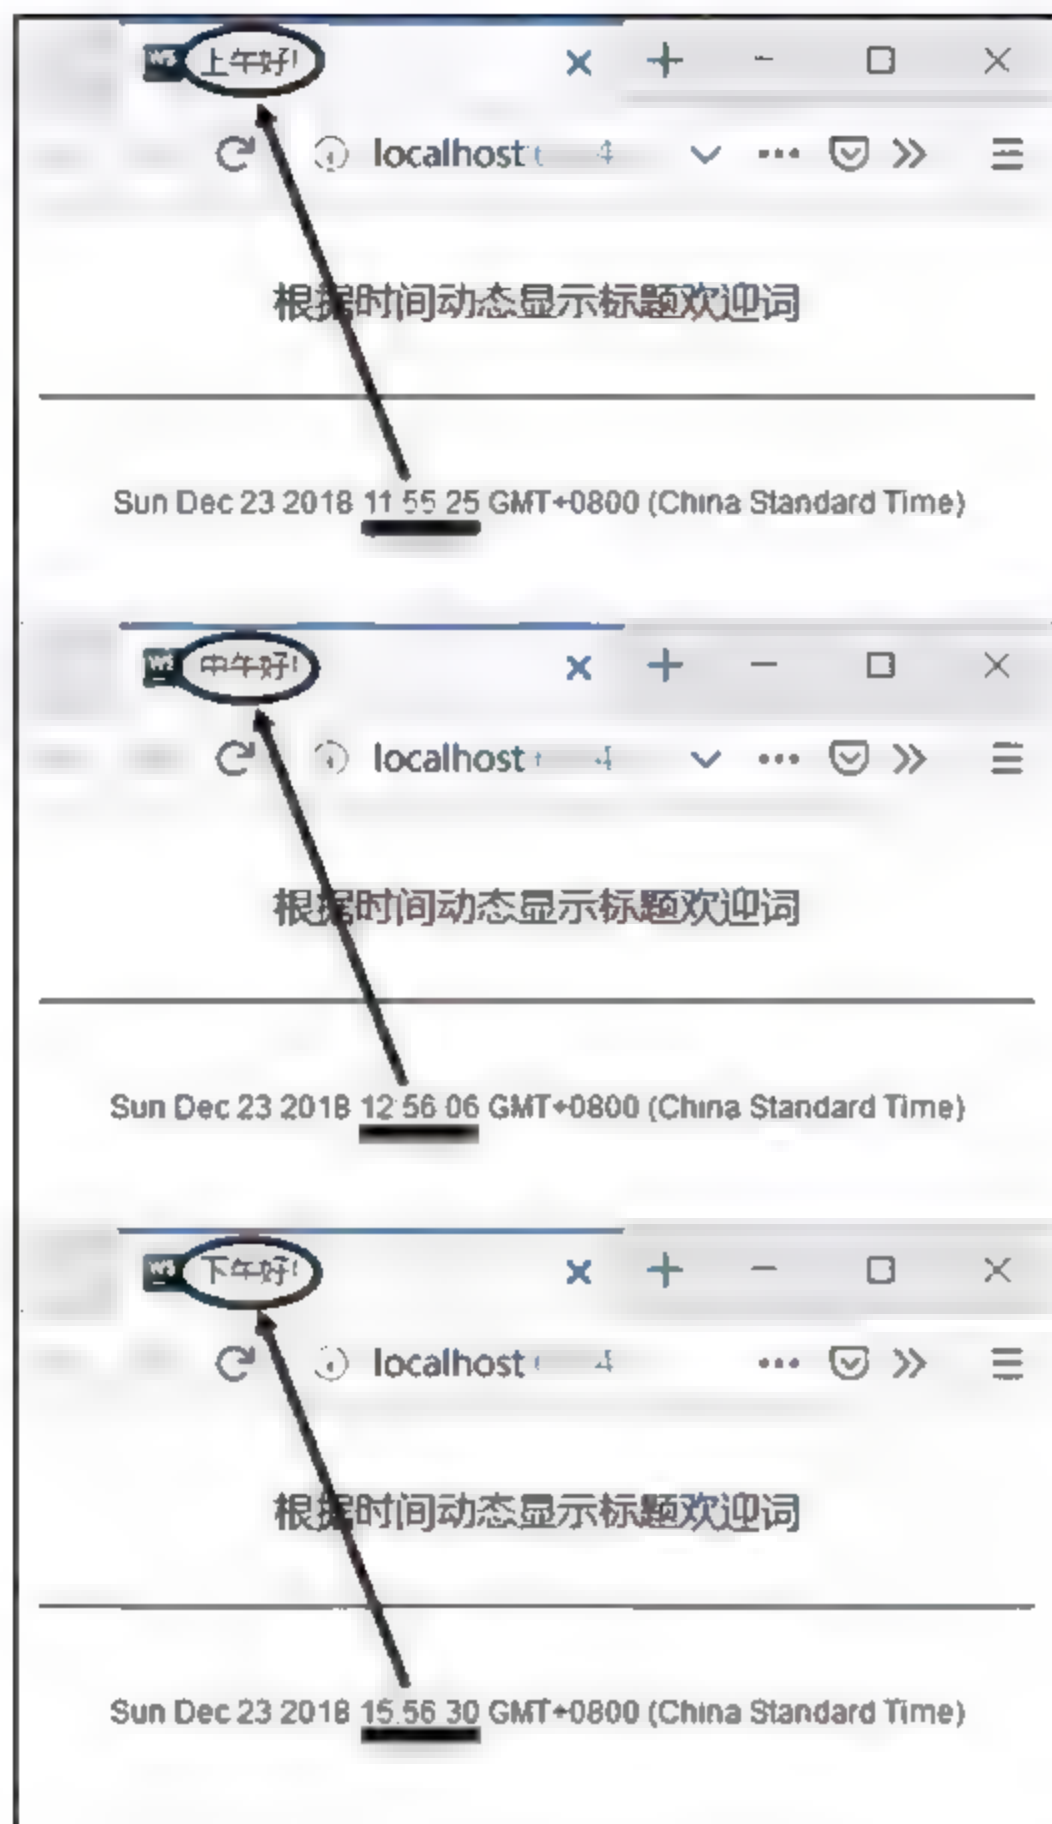 上午好!
localhost
根据时间动态显示标题欢迎词
Sun Dec 23 2018 11 55 25 GMT+0800 (China Standard Time)
中午好!
localhost
根据时间动态显示标题欢迎词
Sun Dec 23 2018 12 56 06 GMT+0800 (China Standard Time)
下午好!
localhost
根据时间动态显示标题欢迎词
Sun Dec 23 2018 15.56 30 GMT+0800 (China Standard Time)